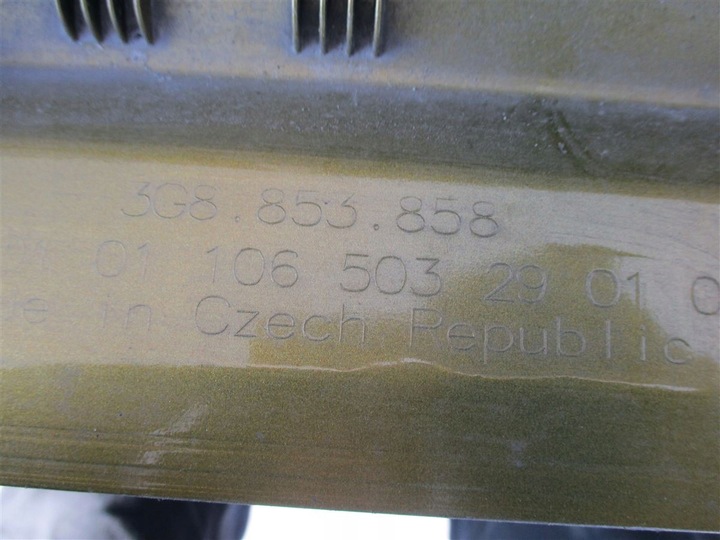 3G8.853.858
01 106 503 29 01
in Czech Republic